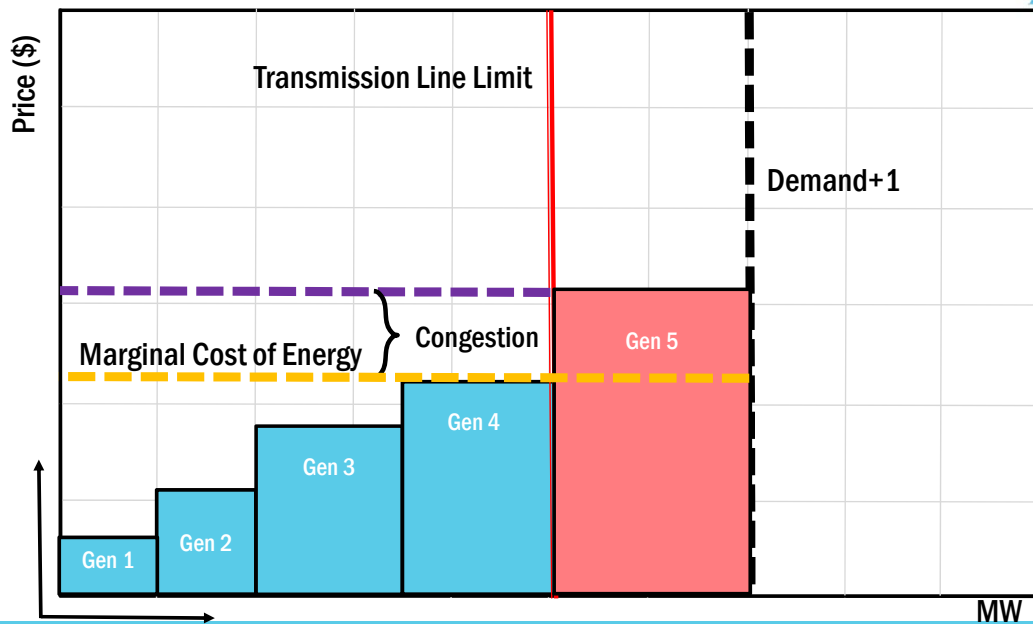 Price ($)
Transmission Line Limit
Demand+1
Congestion
Marginal Cost of Energy
Gen 5
Gen 4
Gen 3
Gen 2
Gen 1
MW